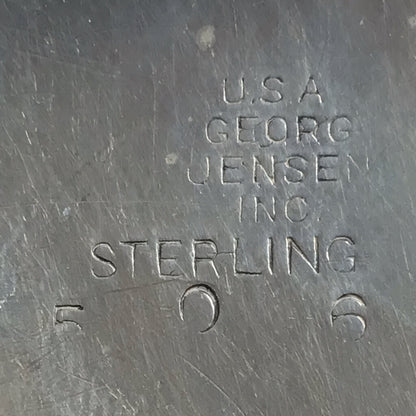 U.S.A
GEORG
JENSEN
INC.
STERLING
5 0 6